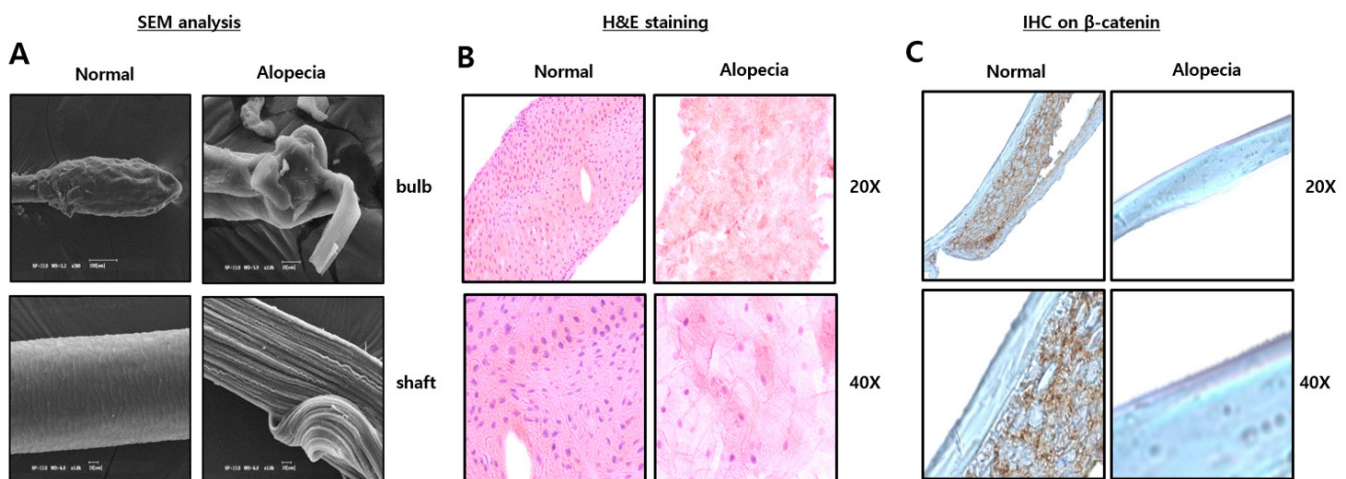 SEM analysis
H&E staining
IHC on β-catenin
A
Normal
Alopecia
B
Normal
Alopecia
C
Normal
Alopecia
bulb
20X
20X
shaft
40X
40X